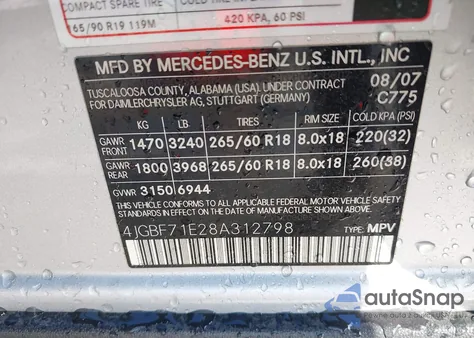 COMPACT SPARE TIRE
65/90 R19 119M
420 KPA, 60 PSI
MFD BY MERCEDES-BENZ U.S. INTL., INC
TUSCALOOSA COUNTY, ALABAMA (USA). UNDER CONTRACT 08/07
FOR DAIMLERCHRYSLER AG, STUTTGART (GERMANY) C775
KG LB TIRES RIM SIZE COLD KPA (PSI)
GAWR FRONT 1470 3240 265/60 R18 8.0x18 220(32)
GAWR REAR 1800 3968 265/60 R18 8.0x18 260(38)
GVWR 3150 6944
THIS VEHICLE CONFORMS TO ALL APPLICABLE FEDERAL MOTOR VEHICLE SAFETY
STANDARDS IN EFFECT ON THE DATE OF MANUFACTURE SHOWN ABOVE.
4JGBF71E28A312798 TYPE: MPV
autoSnap